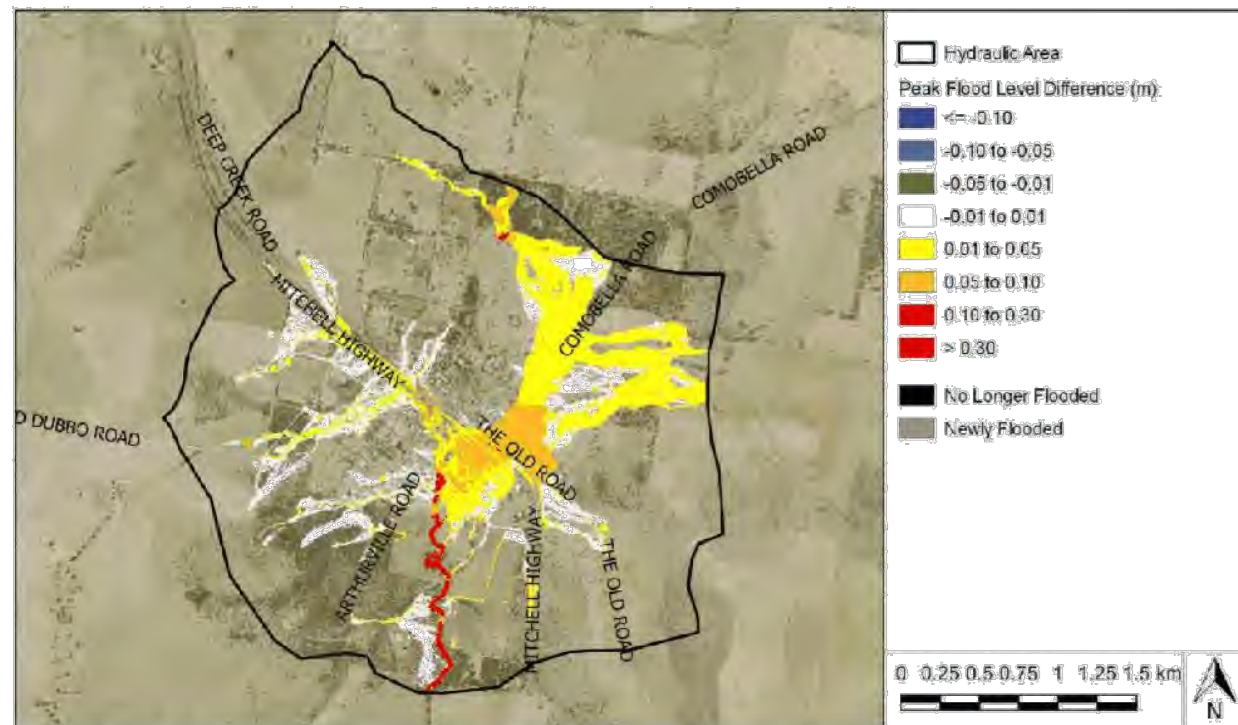 DEEP CREEK ROAD
COMOBELLA ROAD
COMOBELLA ROAD
MITCHELL HIGHWAY
D DUBBO ROAD
THE OLD ROAD
ARTHURVILLE ROAD
MITCHELL HIGHWAY
THE OLD ROAD
Hydraulic Area
Peak Flood Level Difference (m)
<= -0.10
-0.10 to -0.05
-0.05 to -0.01
-0.01 to 0.01
0.01 to 0.05
0.05 to 0.10
0.10 to 0.30
> 0.30
No Longer Flooded
Newly Flooded
0 0.25 0.5 0.75 1 1.25 1.5 km
N